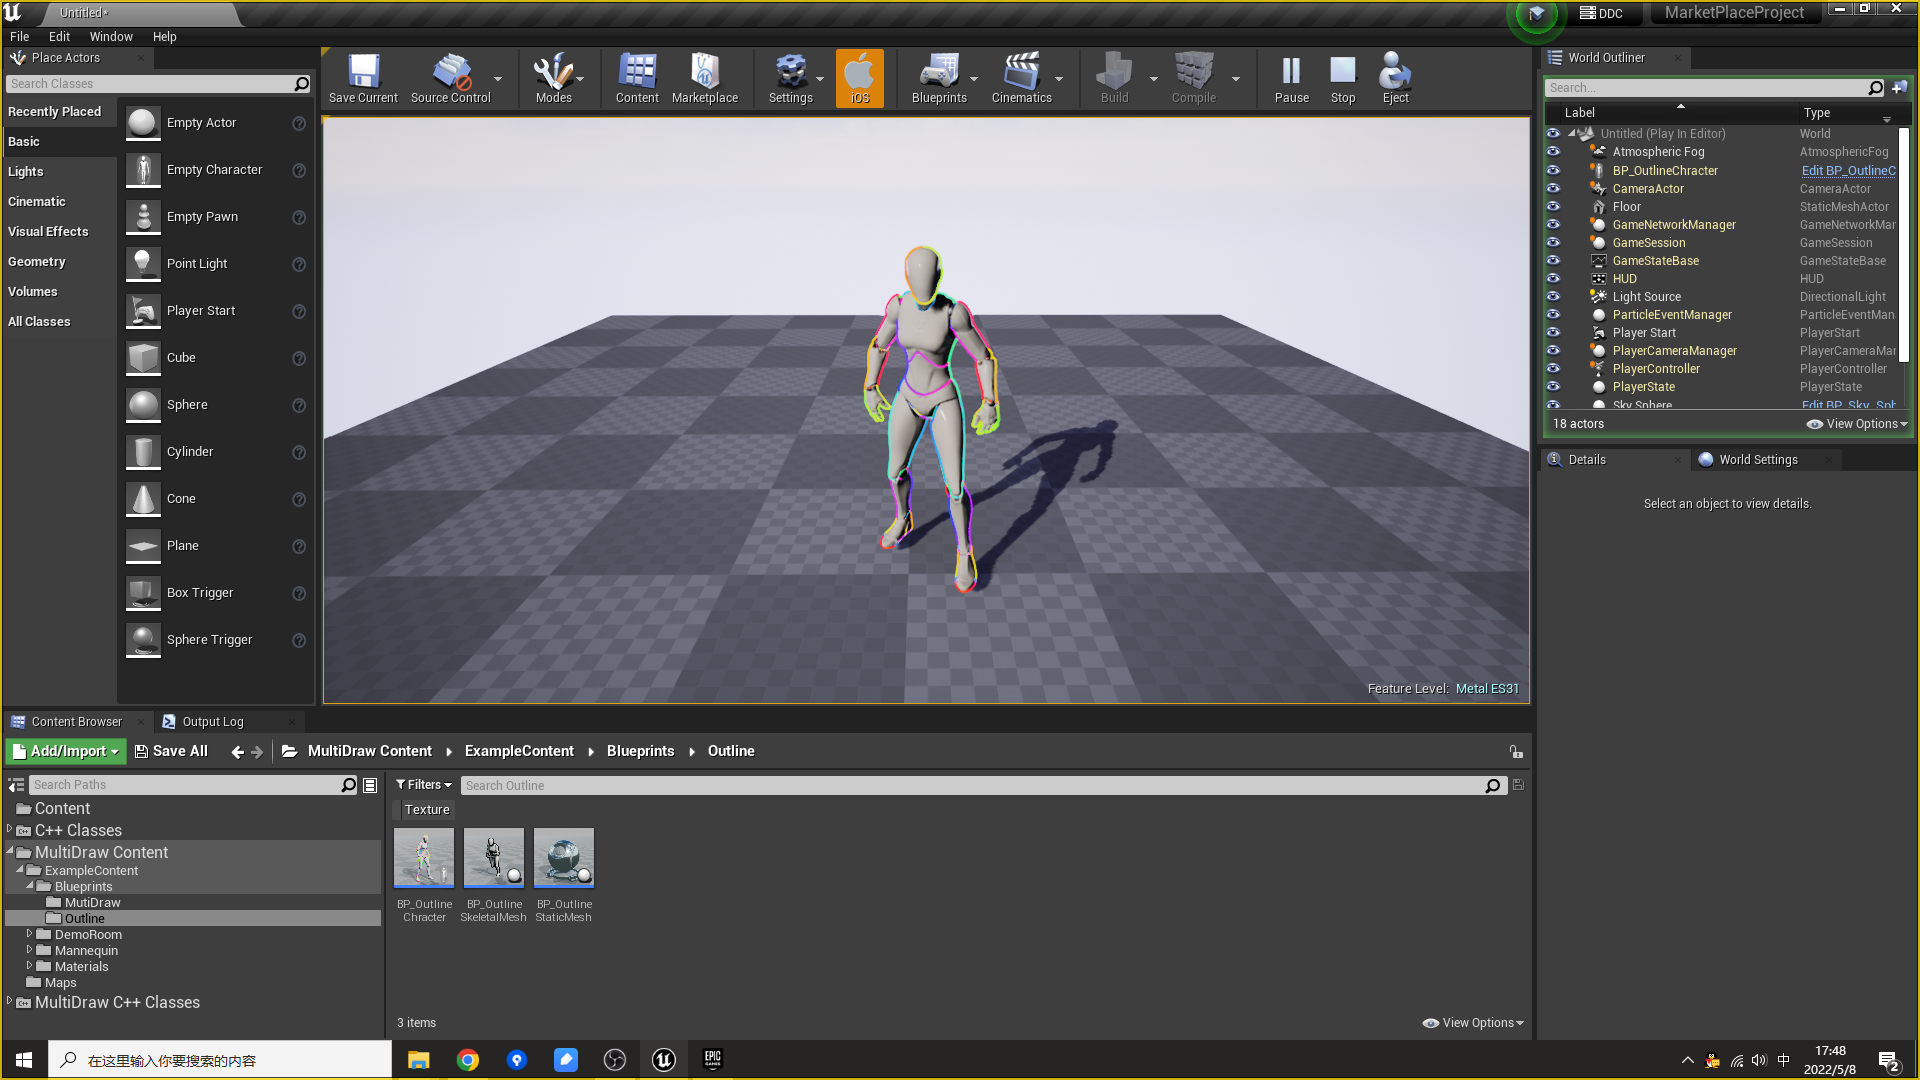 Untitled*
DDC
MarketPlaceProject
File Edit Window Help
Place Actors
Search Classes
Recently Placed
Basic
Lights
Cinematic
Visual Effects
Geometry
Volumes
All Classes
Empty Actor
Empty Character
Empty Pawn
Point Light
Player Start
Cube
Sphere
Cylinder
Cone
Plane
Box Trigger
Sphere Trigger
Save Current
Source Control
Modes
Content
Marketplace
Settings
iOS
Blueprints
Cinematics
Build
Compile
Pause
Stop
Eject
Feature Level: Metal ES31
World Outliner
Search...
Label Type
Untitled (Play In Editor) World
Atmospheric Fog AtmosphericFog
BP_OutlineChracter Edit BP_OutlineC
CameraActor CameraActor
Floor StaticMeshActor
GameNetworkManager GameNetworkMar
GameSession GameSession
GameStateBase GameStateBase
HUD HUD
Light Source DirectionalLight
ParticleEventManager ParticleEventMan
Player Start PlayerStart
PlayerCameraManager PlayerCameraMar
PlayerController PlayerController
PlayerState PlayerState
Sky Sphere Edit BP_Sky_Sph
18 actors
View Options
Details
World Settings
Select an object to view details.
Content Browser
Output Log
Add/Import Save All MultiDraw Content ExampleContent Blueprints Outline
Search Paths
Content
C++ Classes
MultiDraw Content
ExampleContent
Blueprints
MutiDraw
Outline
DemoRoom
Mannequin
Materials
Maps
MultiDraw C++ Classes
Filters
Search Outline
Texture
BP_Outline
Chracter
BP_Outline
SkeletalMesh
BP_Outline
StaticMesh
3 items
View Options
在这里输入你要搜索的内容
EPIC
GAMES
中
17:48
2022/5/8
2